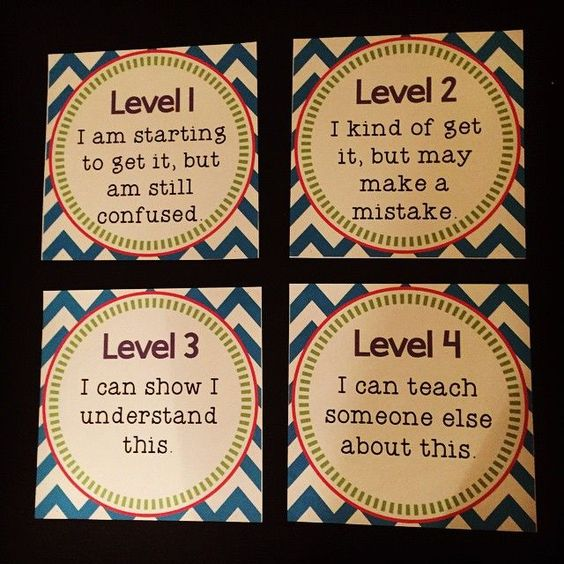 Level 1
I am starting
to get it, but
am still
confused.
Level 2
I kind of get
it, but may
make a
mistake.
Level 3
I can show I
understand
this.
Level 4
I can teach
someone else
about this.